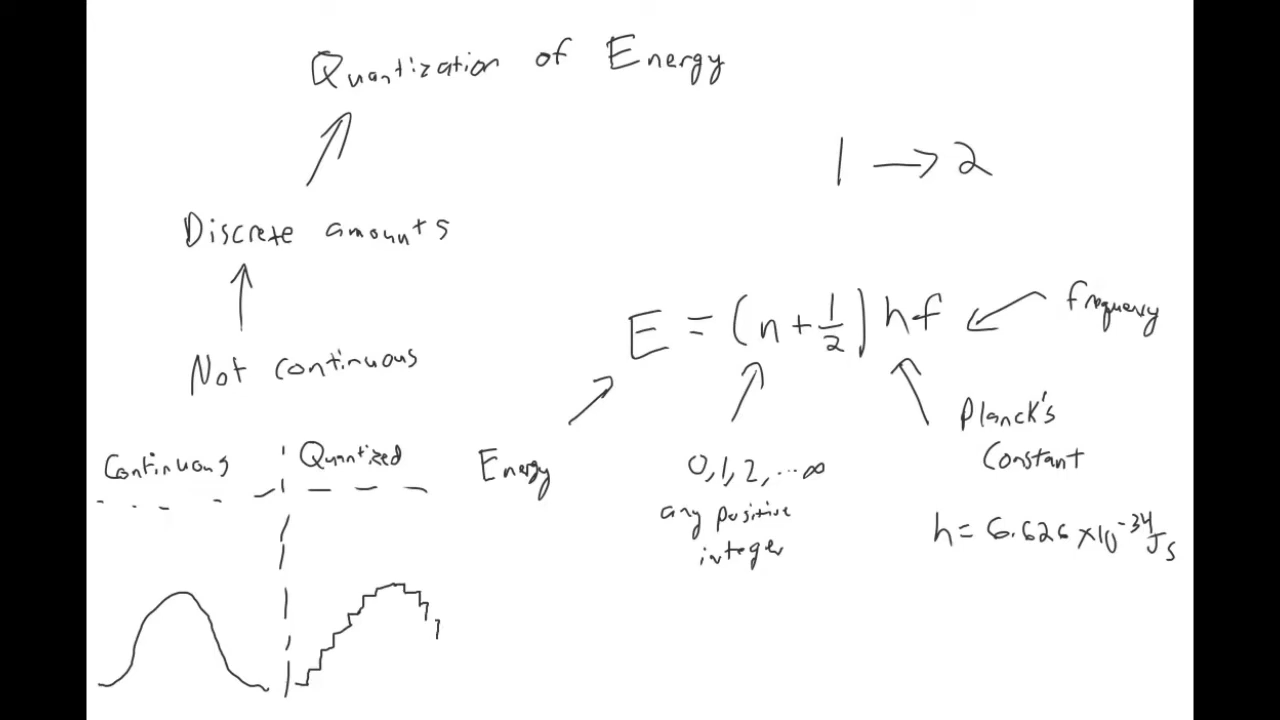 Quantization of Energy
1 → 2
Discrete amounts
E = (n + 1/2) hf
frequency
Not continuous
Planck's
Constant
Continuous
Quantized
Energy
0, 1, 2, ... ∞
any positive
integer
h = 6.626 × 10^-34 Js